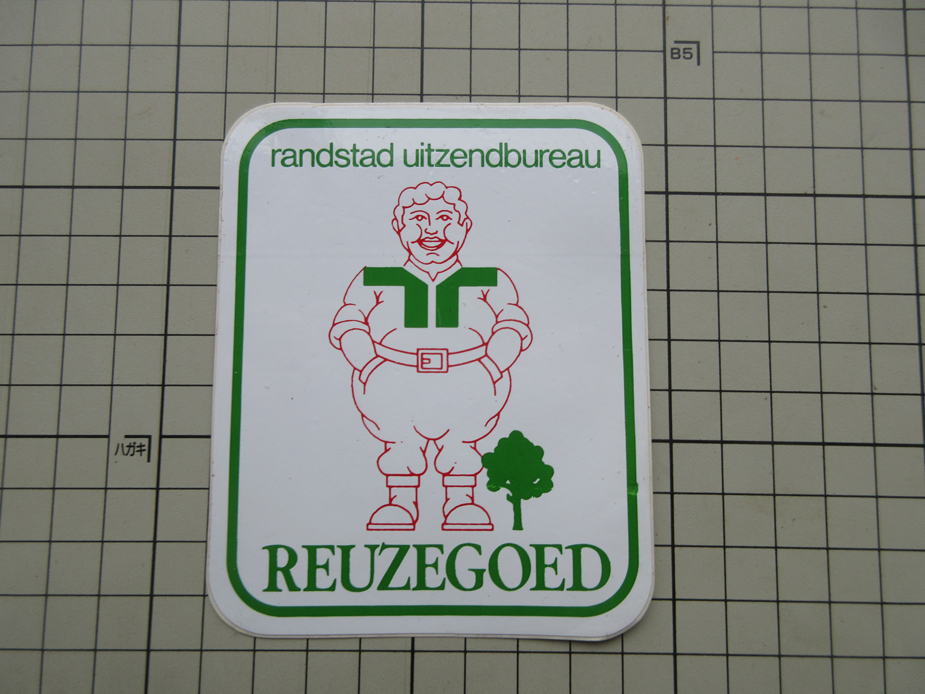 B5
randstad uitzendbureau
ハガキ
REUZEGOED